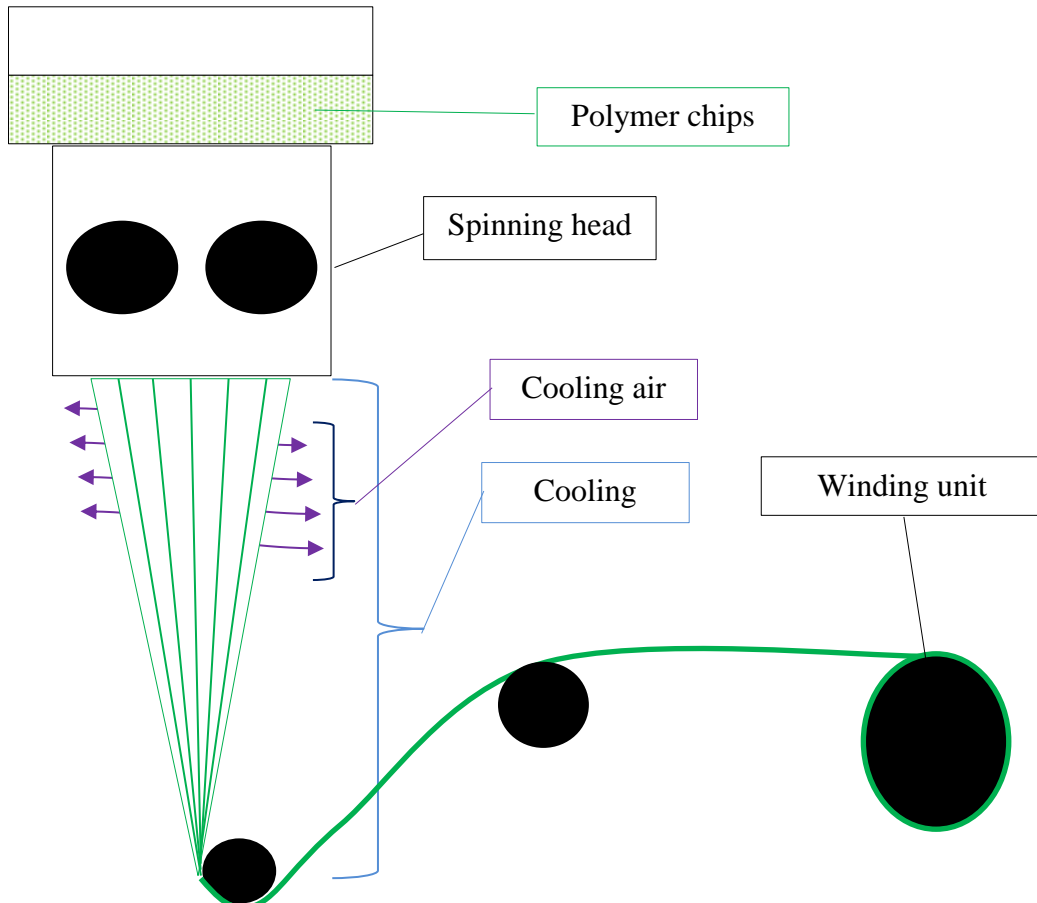 Polymer chips
Spinning head
Cooling air
Cooling
Winding unit